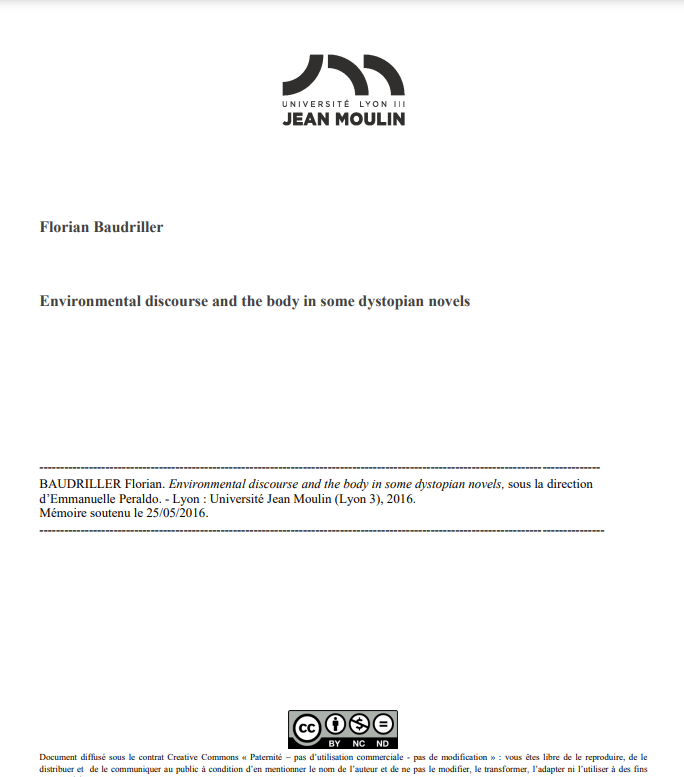 UNIVERSITÉ LYON III
JEAN MOULIN
Florian Baudriller
Environmental discourse and the body in some dystopian novels
BAUDRILLER Florian. Environmental discourse and the body in some dystopian novels, sous la direction
d’Emmanuelle Peraldo. - Lyon : Université Jean Moulin (Lyon 3), 2016.
Mémoire soutenu le 25/05/2016.
cc
BY NC ND
Document diffusé sous le contrat Creative Commons « Paternité – pas d’utilisation commerciale - pas de modification » : vous êtes libre de le reproduire, de le
distribuer et de le communiquer au public à condition d’en mentionner le nom de l’auteur et de ne pas le modifier, le transformer, l’adapter ni l’utiliser à des fins